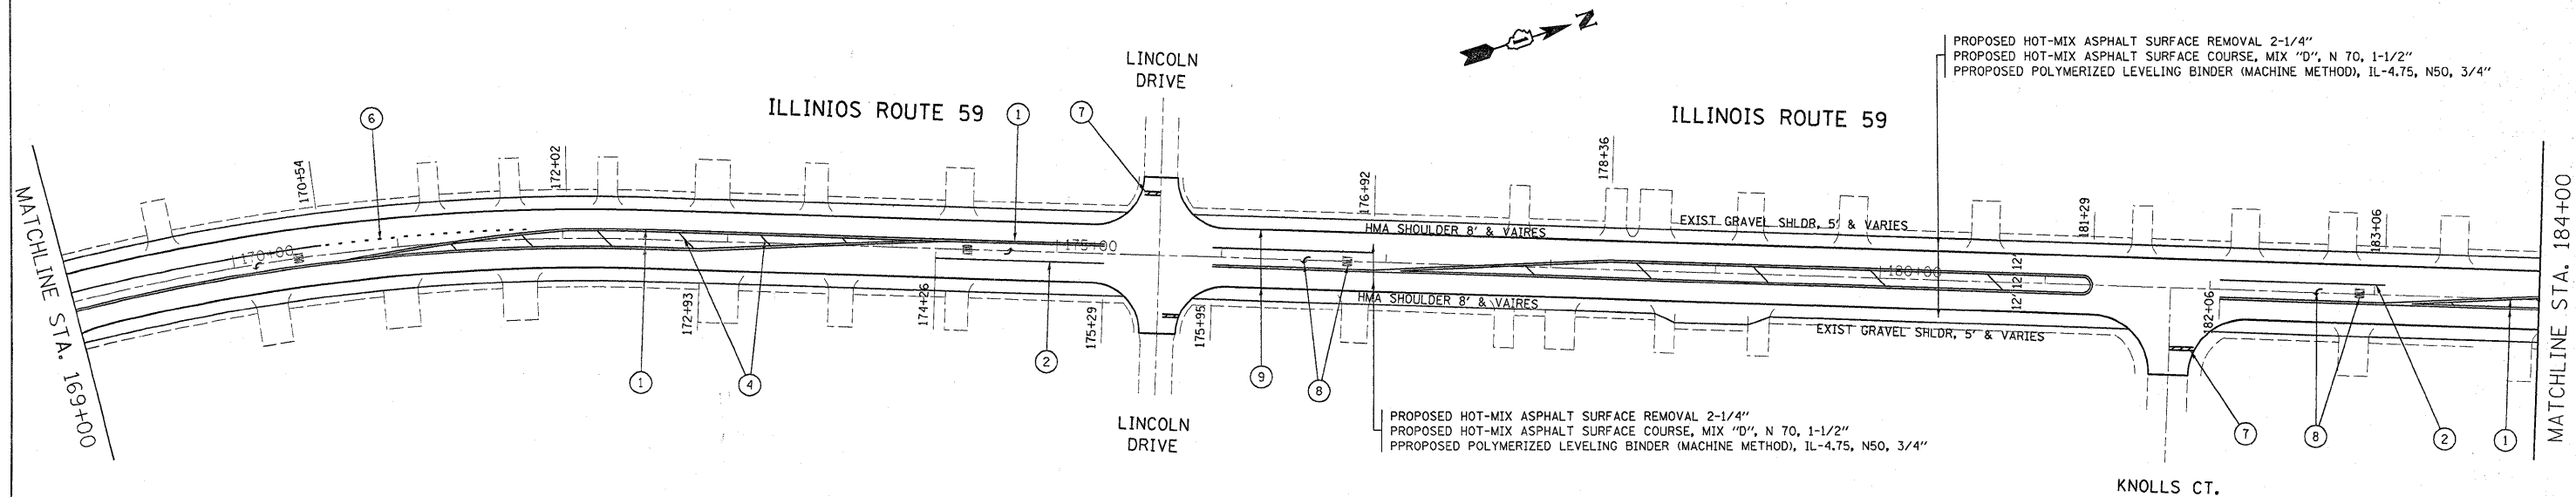 N
PROPOSED HOT-MIX ASPHALT SURFACE REMOVAL 2-1/4"
PROPOSED HOT-MIX ASPHALT SURFACE COURSE, MIX "D", N 70, 1-1/2"
PPROPOSED POLYMERIZED LEVELING BINDER (MACHINE METHOD), IL-4.75, N50, 3/4"
LINCOLN
DRIVE
ILLINIOS ROUTE 59
ILLINOIS ROUTE 59
6
1
7
MATCHLINE STA. 169+00
170+54
172+02
176+92
178+36
181+29
183+06
MATCHLINE STA. 184+00
EXIST GRAVEL SHLDR, 5' & VARIES
HMA SHOULDER 8' & VAIRES
170+00
175+00
180+00
12' 12' 12'
HMA SHOULDER 8' & VAIRES
EXIST GRAVEL SHLDR, 5' & VARIES
172+93
174+26
175+29
175+95
182+06
1
4
2
9
8
7
8
2
1
PROPOSED HOT-MIX ASPHALT SURFACE REMOVAL 2-1/4"
PROPOSED HOT-MIX ASPHALT SURFACE COURSE, MIX "D", N 70, 1-1/2"
PPROPOSED POLYMERIZED LEVELING BINDER (MACHINE METHOD), IL-4.75, N50, 3/4"
LINCOLN
DRIVE
KNOLLS CT.